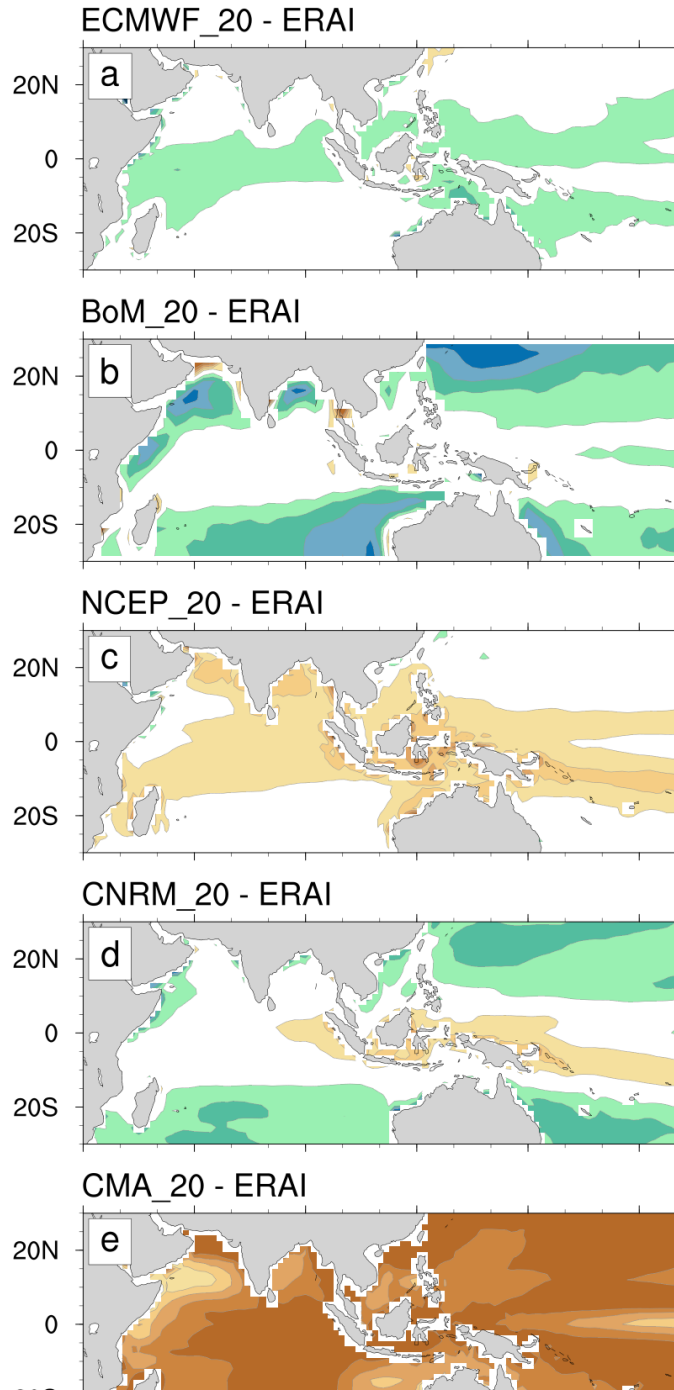 ECMWF_20 - ERAI
a
20N
0
20S
BoM_20 - ERAI
b
20N
0
20S
NCEP_20 - ERAI
c
20N
0
20S
CNRM_20 - ERAI
d
20N
0
20S
CMA_20 - ERAI
e
20N
0